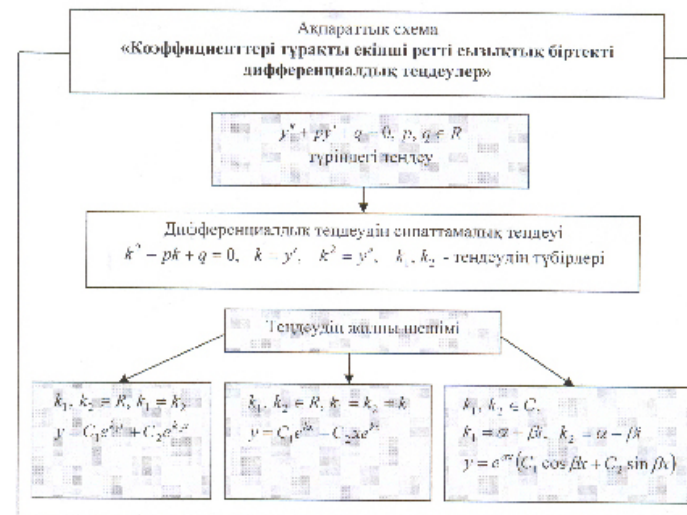 Ақпараттық схема
«Коэффициенттері тұрақты екінші ретті сызықтық біртекті
дифференциалдық теңдеулер»
y″ + py′ + q = 0, p, q ∈ R
түріндегі теңдеу
Дифференциалдық теңдеудің сипаттамалық теңдеуі
k² − pk + q = 0, k = y′, k² = y″, k₁, k₂ - теңдеудің түбірлері
Теңдеудің жалпы шешімі
k₁, k₂ = R, k₁ = k₂
y = C₁e^{k₁x} + C₂e^{k₂x}
k₁, k₂ ∈ R, k₁ = k₂ = k
y = C₁e^{kx} − C₂xe^{kx}
k₁, k₂ ∈ C,
k₁ = α + βi, k₂ = α − βi
y = e^{αx}(C₁ cos βx + C₂ sin βx)